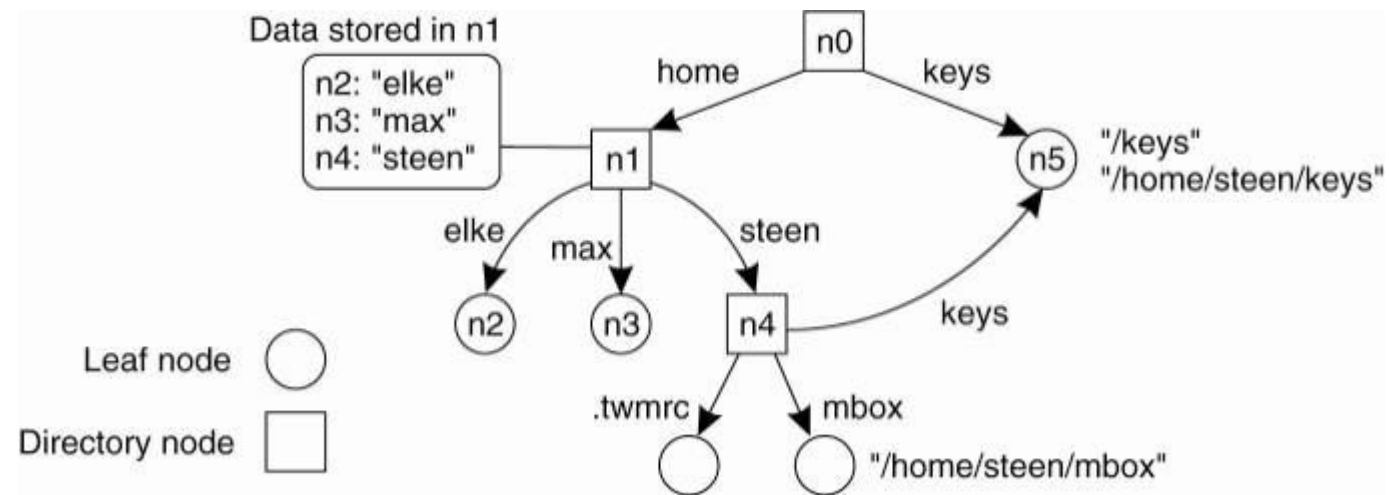 Data stored in n1
n2: "elke"
n3: "max"
n4: "steen"
n0
home
keys
n1
n5
"/keys"
"/home/steen/keys"
elke
max
steen
n2
n3
n4
keys
Leaf node
.twmrc
mbox
Directory node
"/home/steen/mbox"